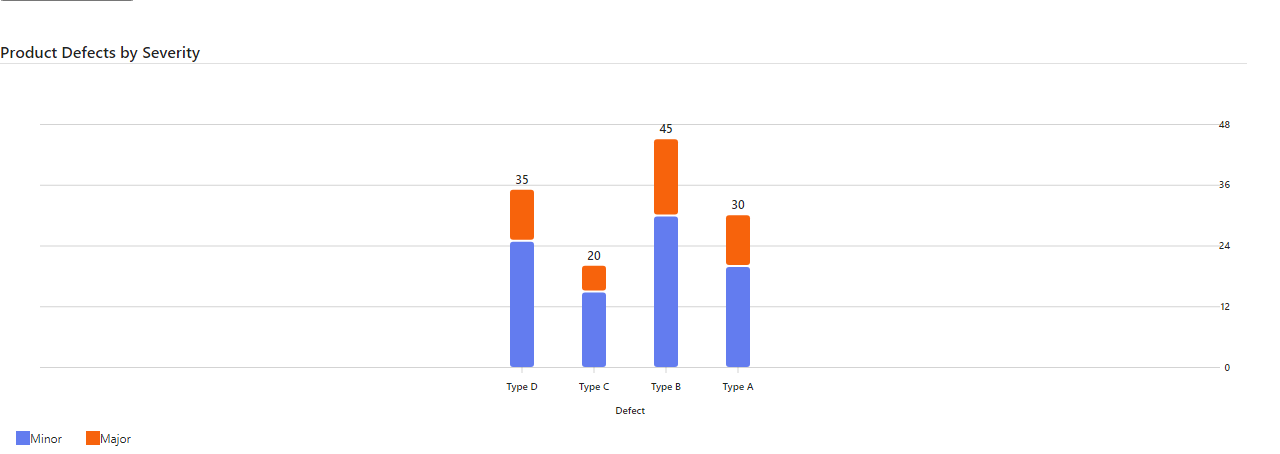 Product Defects by Severity
48
45
36
35
30
24
20
12
0
Type D Type C Type B Type A
Defect
Minor Major